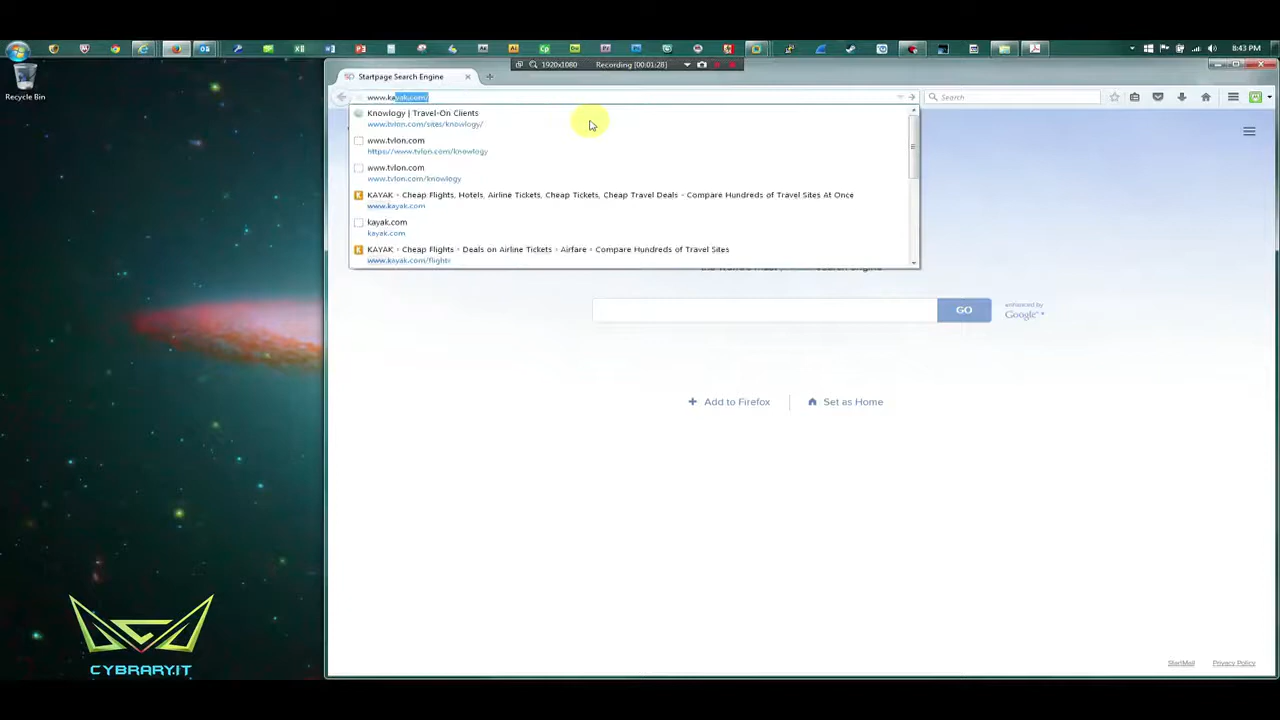 8:43 PM
1920x1080 Recording [00:01:28]
Recycle Bin
Startpage Search Engine
www.kayak.com/
Search
Knowlogy | Travel-On Clients
www.tvlon.com/sites/knowlogy/
www.tvlon.com
https://www.tvlon.com/knowlogy
www.tvlon.com
www.tvlon.com/knowlogy
KAYAK - Cheap Flights, Hotels, Airline Tickets, Cheap Tickets, Cheap Travel Deals - Compare Hundreds of Travel Sites At Once
www.kayak.com
kayak.com
kayak.com
KAYAK - Cheap Flights - Deals on Airline Tickets - Airfare - Compare Hundreds of Travel Sites
www.kayak.com/flights
GO
enhanced by
Google
Add to Firefox
Set as Home
CYBRARY.IT
StartMail Privacy Policy